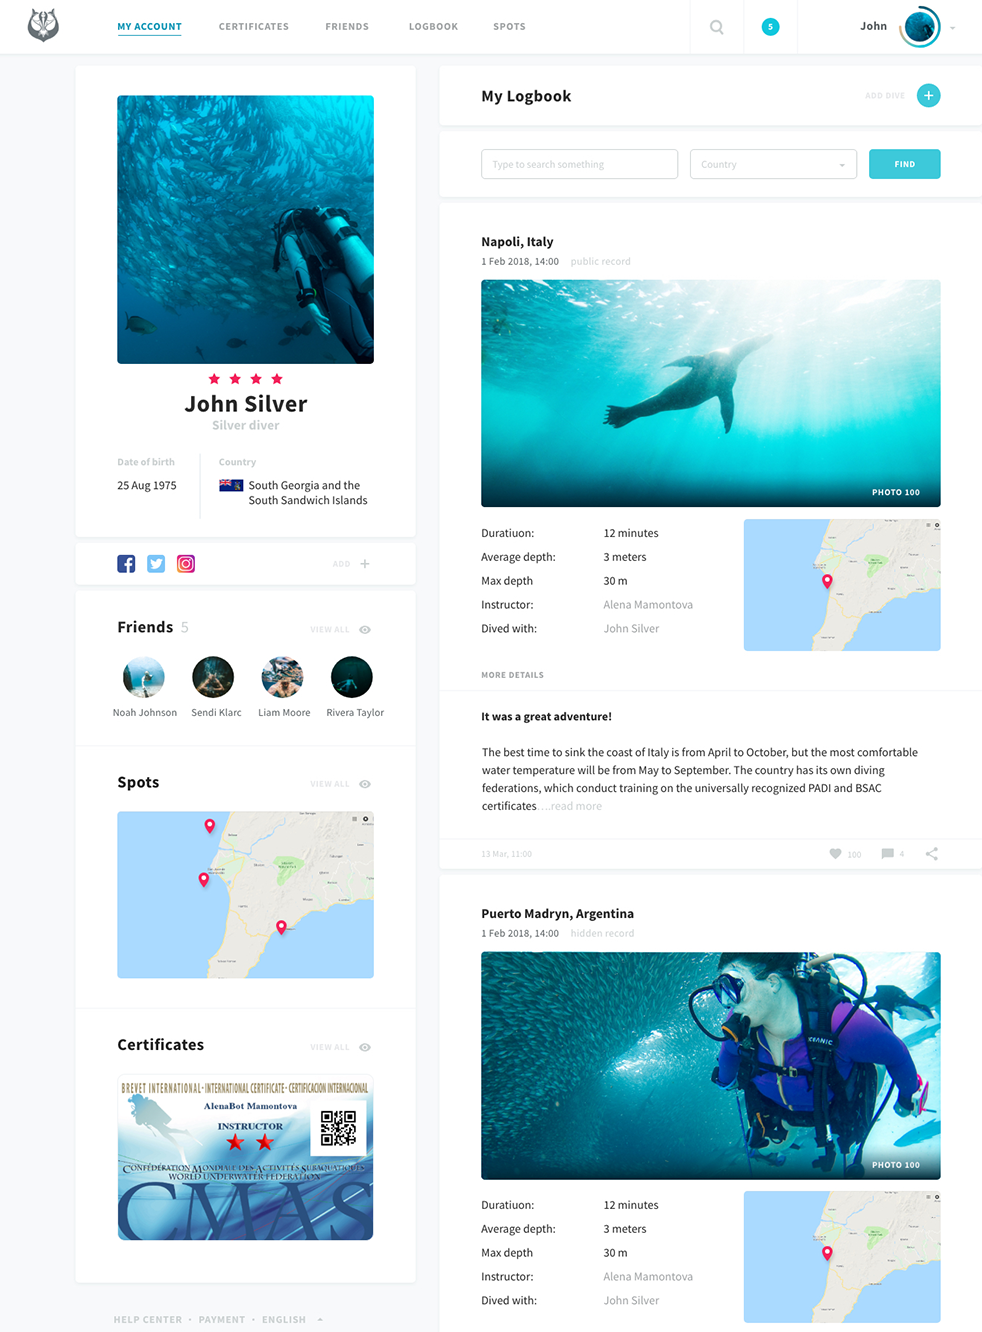 MY ACCOUNT
CERTIFICATES
FRIENDS
LOGBOOK
SPOTS
5
John
John Silver
Silver diver
Date of birth
25 Aug 1975
Country
South Georgia and the
South Sandwich Islands
ADD
Friends 5
VIEW ALL
Noah Johnson
Sendi Klarc
Liam Moore
Rivera Taylor
Spots
VIEW ALL
Certificates
VIEW ALL
BREVET INTERNATIONAL - INTERNATIONAL CERTIFICATE - CERTIFICACION INTERNACIONAL
AlenaBot Mamontova
INSTRUCTOR
CONFÉDÉRATION MONDIALE DES ACTIVITÉS SUBAQUATIQUES
WORLD UNDERWATER FEDERATION
CMAS
HELP CENTER • PAYMENT • ENGLISH
My Logbook
ADD DIVE
Type to search something
Country
FIND
Napoli, Italy
1 Feb 2018, 14:00 public record
PHOTO 100
Duratiuon: 12 minutes
Average depth: 3 meters
Max depth 30 m
Instructor: Alena Mamontova
Dived with: John Silver
MORE DETAILS
It was a great adventure!
The best time to sink the coast of Italy is from April to October, but the most comfortable
water temperature will be from May to September. The country has its own diving
federations, which conduct training on the universally recognized PADI and BSAC
certificates....read more
13 Mar, 11:00
100
4
Puerto Madryn, Argentina
1 Feb 2018, 14:00 hidden record
OCEANIC
PHOTO 100
Duratiuon: 12 minutes
Average depth: 3 meters
Max depth 30 m
Instructor: Alena Mamontova
Dived with: John Silver